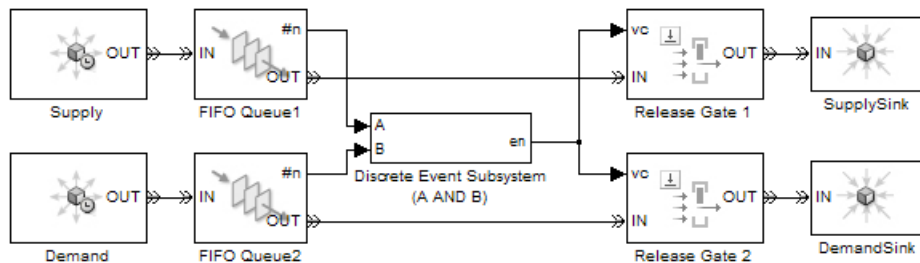 OUT
Supply
IN
#n
OUT
FIFO Queue1
vc
IN
OUT
Release Gate 1
IN
SupplySink
A
B
en
Discrete Event Subsystem
(A AND B)
OUT
Demand
IN
#n
OUT
FIFO Queue2
vc
IN
OUT
Release Gate 2
IN
DemandSink